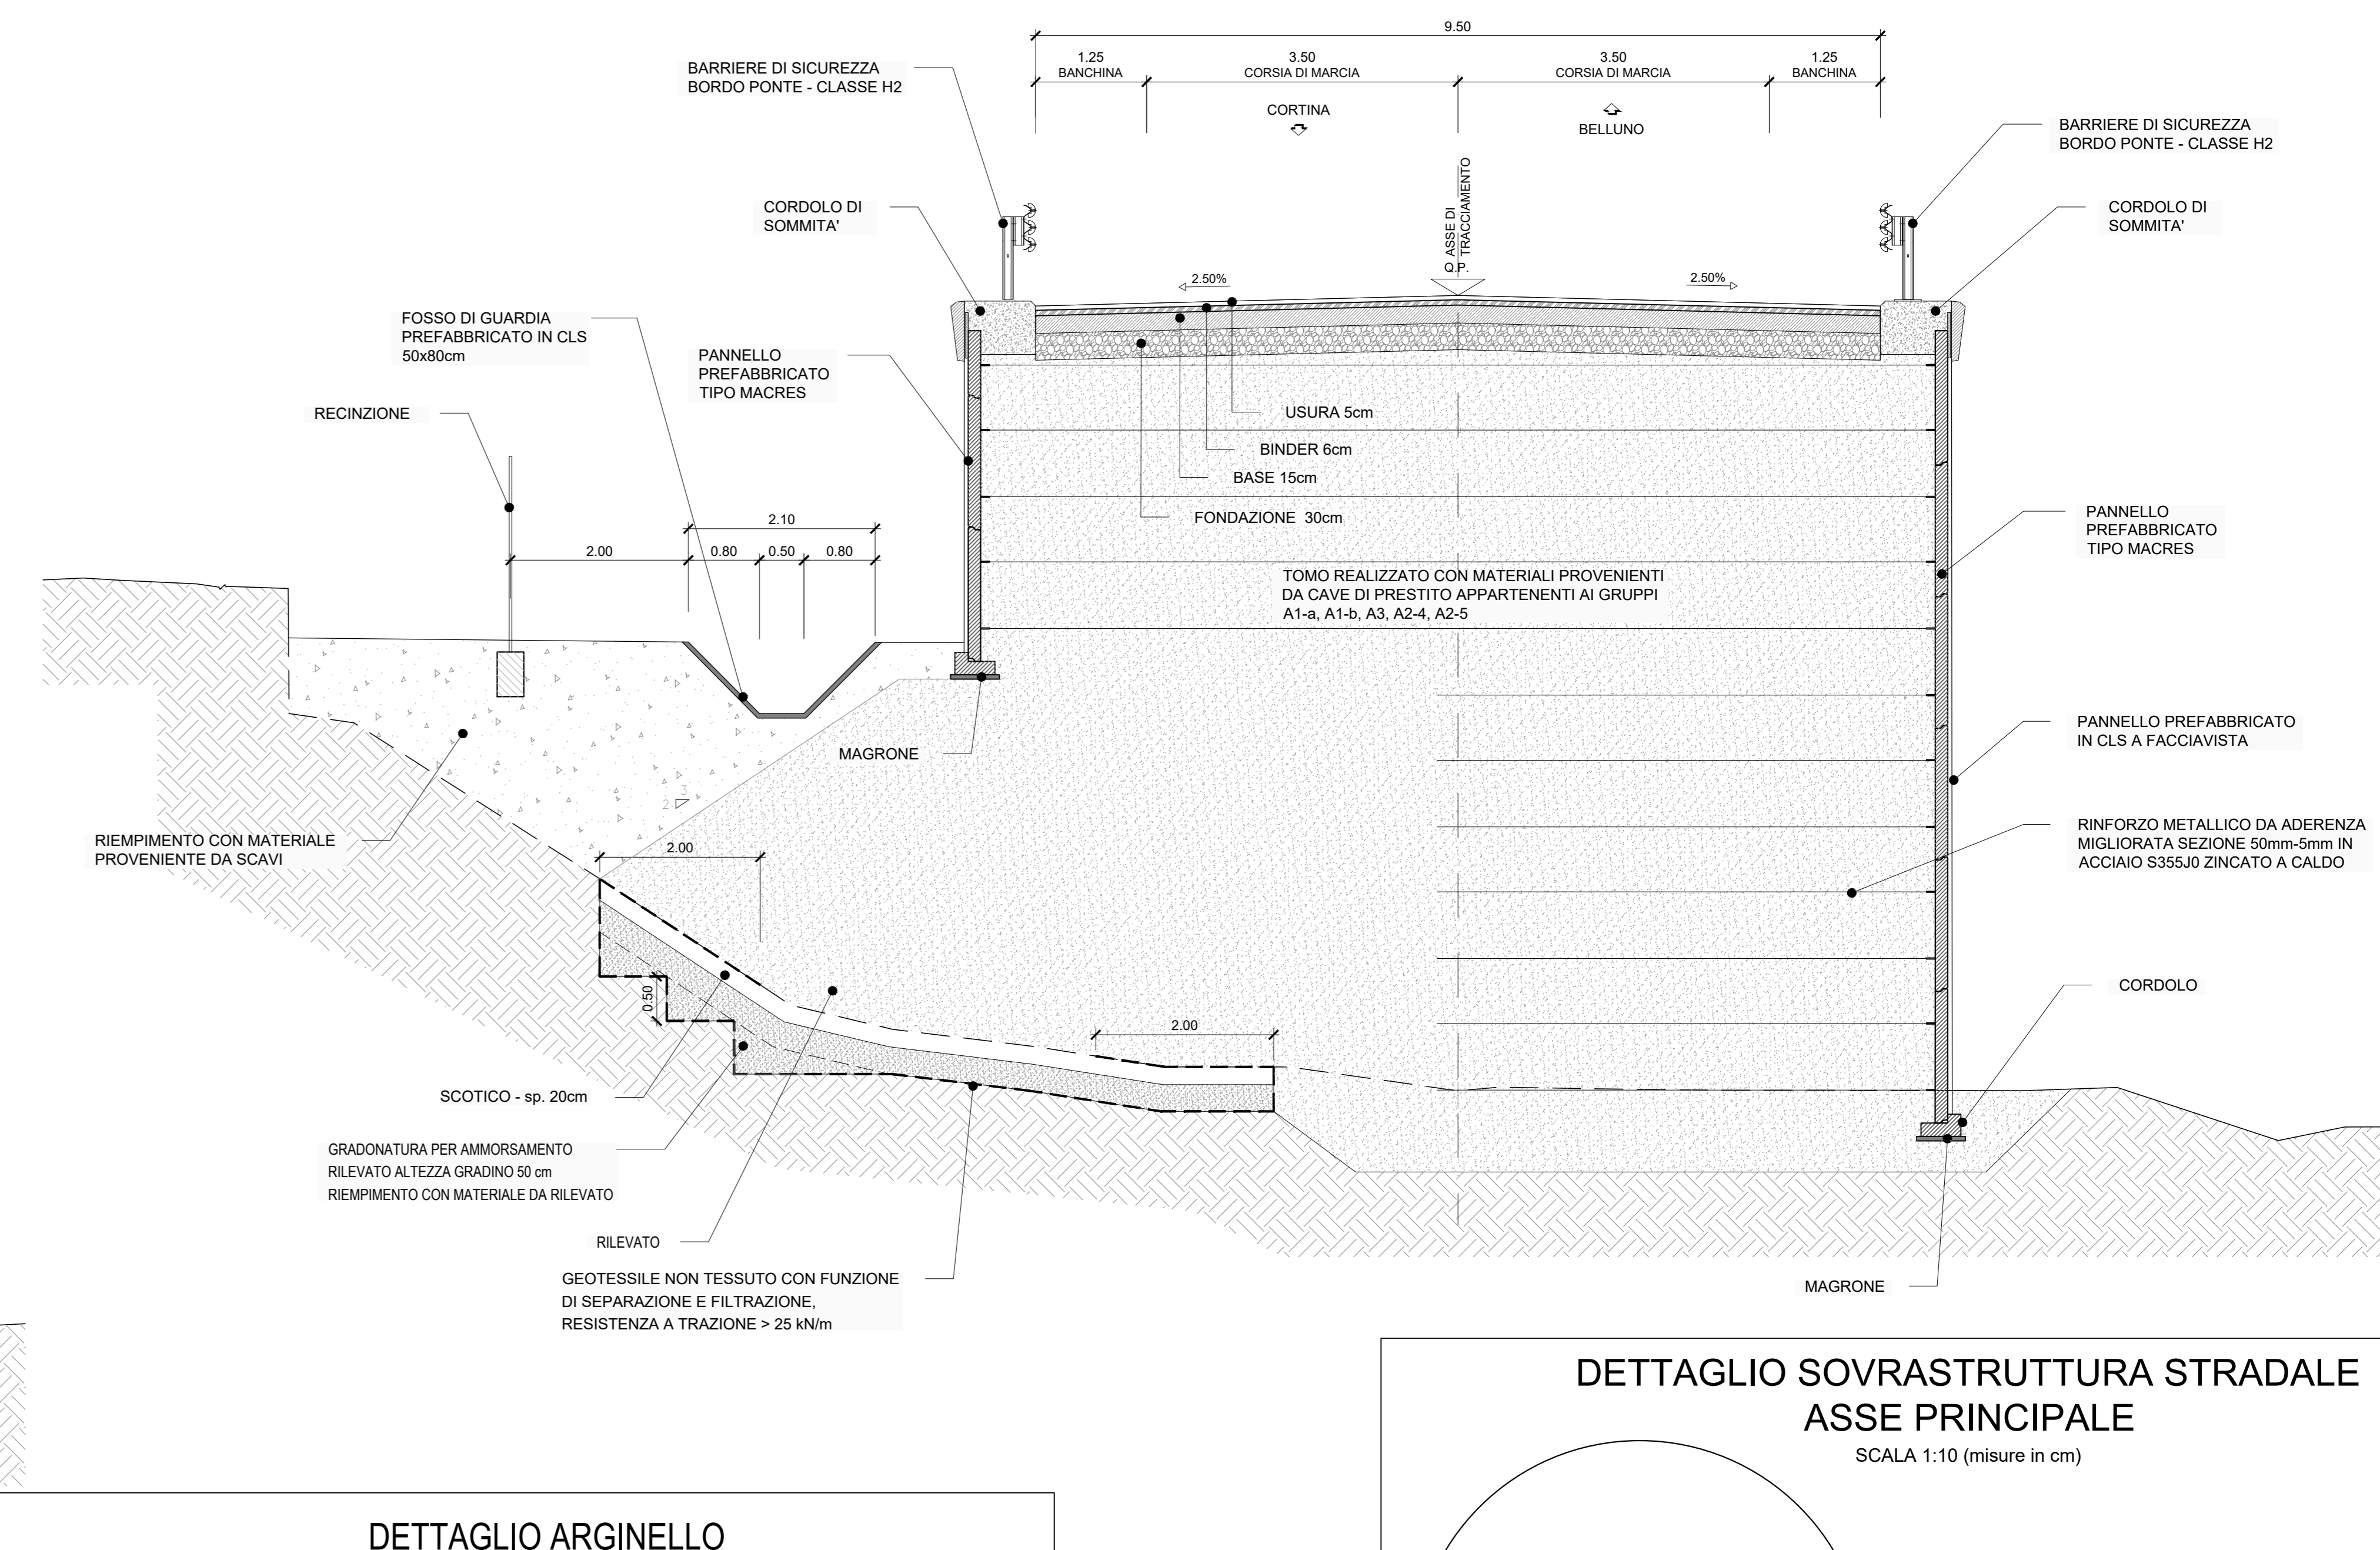 9.50
1.25
BANCHINA
3.50
CORSIA DI MARCIA
3.50
CORSIA DI MARCIA
1.25
BANCHINA
CORTINA
BELLUNO
BARRIERE DI SICUREZZA
BORDO PONTE - CLASSE H2
BARRIERE DI SICUREZZA
BORDO PONTE - CLASSE H2
CORDOLO DI
SOMMITA'
CORDOLO DI
SOMMITA'
ASSE DI
TRACCIAMENTO
Q.P.
2.50%
2.50%
FOSSO DI GUARDIA
PREFABBRICATO IN CLS
50x80cm
PANNELLO
PREFABBRICATO
TIPO MACRES
RECINZIONE
USURA 5cm
BINDER 6cm
BASE 15cm
FONDAZIONE 30cm
2.10
2.00
0.80
0.50
0.80
PANNELLO
PREFABBRICATO
TIPO MACRES
TOMO REALIZZATO CON MATERIALI PROVENIENTI
DA CAVE DI PRESTITO APPARTENENTI AI GRUPPI
A1-a, A1-b, A3, A2-4, A2-5
MAGRONE
PANNELLO PREFABBRICATO
IN CLS A FACCIAVISTA
3
2
RIEMPIMENTO CON MATERIALE
PROVENIENTE DA SCAVI
2.00
RINFORZO METALLICO DA ADERENZA
MIGLIORATA SEZIONE 50mm-5mm IN
ACCIAIO S355J0 ZINCATO A CALDO
0.50
CORDOLO
2.00
SCOTICO - sp. 20cm
GRADONATURA PER AMMORSAMENTO
RILEVATO ALTEZZA GRADINO 50 cm
RIEMPIMENTO CON MATERIALE DA RILEVATO
RILEVATO
GEOTESSILE NON TESSUTO CON FUNZIONE
DI SEPARAZIONE E FILTRAZIONE,
RESISTENZA A TRAZIONE > 25 kN/m
MAGRONE
DETTAGLIO SOVRASTRUTTURA STRADALE
ASSE PRINCIPALE
SCALA 1:10 (misure in cm)
DETTAGLIO ARGINELLO